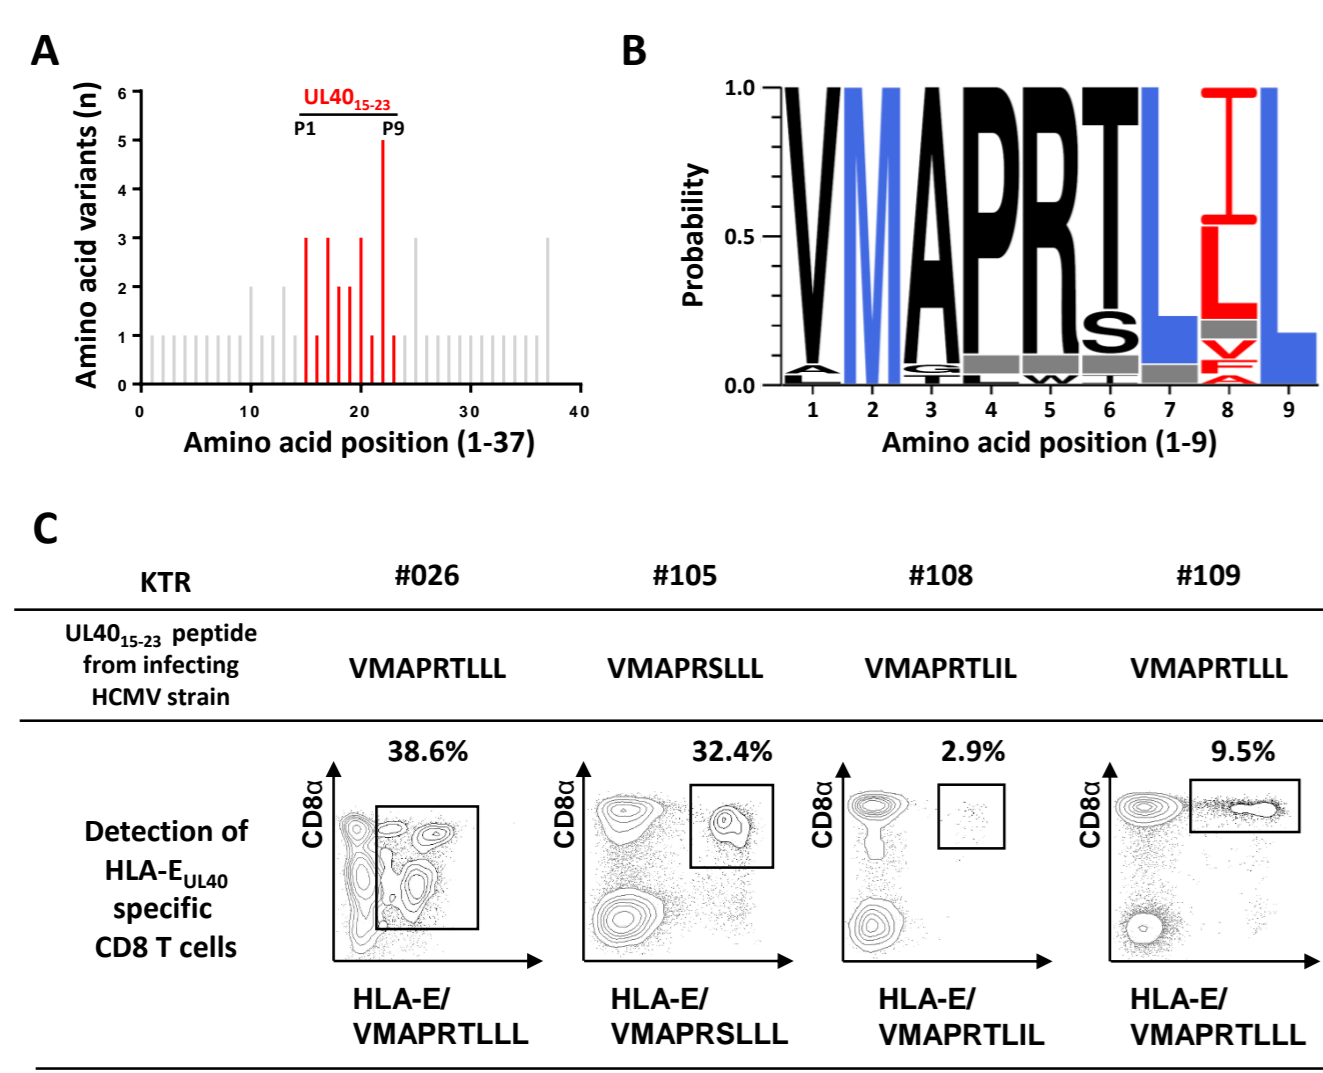 A
Amino acid variants (n)
6
5
4
3
2
1
0
UL40₁₅₋₂₃
P1 P9
0 10 20 30 40
Amino acid position (1-37)
B
Probability
1.0
0.5
0.0
V M A P R T L I L
L
A G S V
L I L W I F
A
1 2 3 4 5 6 7 8 9
Amino acid position (1-9)
C
KTR #026 #105 #108 #109
UL40₁₅₋₂₃ peptide
from infecting
HCMV strain
VMAPRTLLL VMAPRSLLL VMAPRTLIL VMAPRTLLL
Detection of
HLA-E_UL40
specific
CD8 T cells
38.6% 32.4% 2.9% 9.5%
CD8α CD8α CD8α CD8α
HLA-E/ HLA-E/ HLA-E/ HLA-E/
VMAPRTLLL VMAPRSLLL VMAPRTLIL VMAPRTLLL